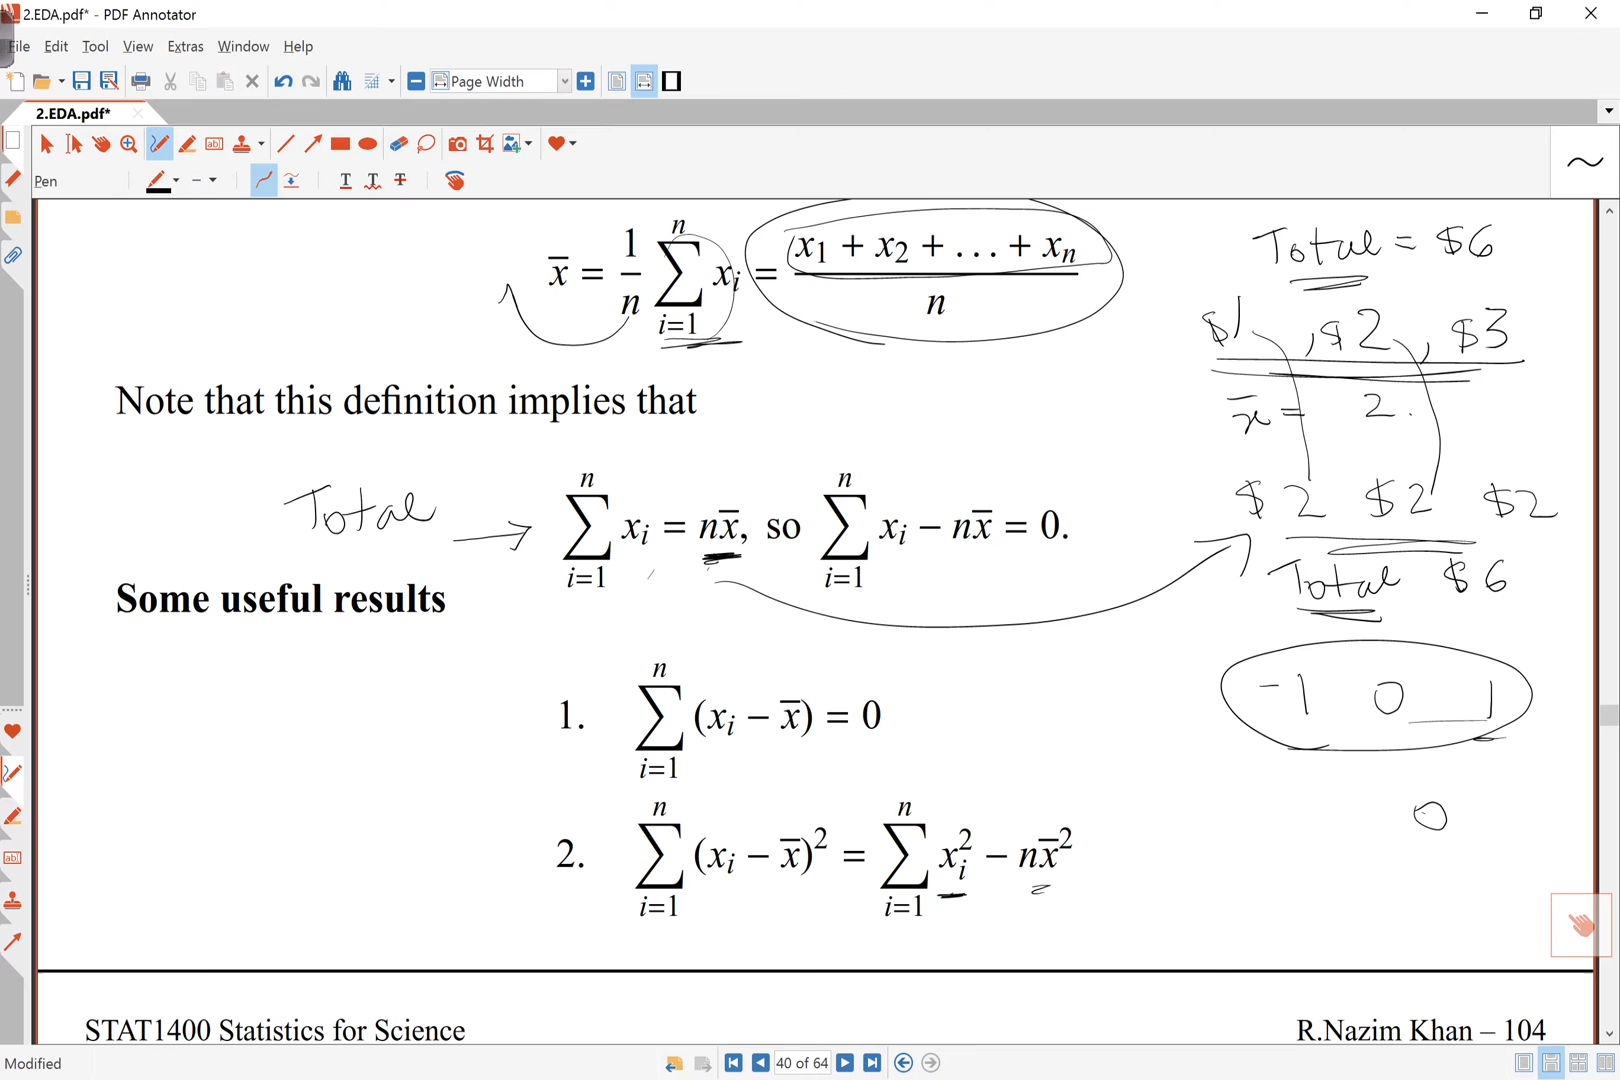 2.EDA.pdf* - PDF Annotator
File Edit Tool View Extras Window Help
Page Width
2.EDA.pdf*
Pen
x̄ = 1/n ∑_{i=1}^{n} x_i = (x_1 + x_2 + … + x_n)/n
Total = $6
$1, $2, $3
x̄ = 2.
Note that this definition implies that
Total → ∑_{i=1}^{n} x_i = nx̄, so ∑_{i=1}^{n} x_i − nx̄ = 0.
$2 $2 $2
Total $6
Some useful results
1. ∑_{i=1}^{n} (x_i − x̄) = 0
-1 0 1
0
2. ∑_{i=1}^{n} (x_i − x̄)^2 = ∑_{i=1}^{n} x_i^2 − nx̄^2
STAT1400 Statistics for Science
R.Nazim Khan – 104
Modified
40 of 64